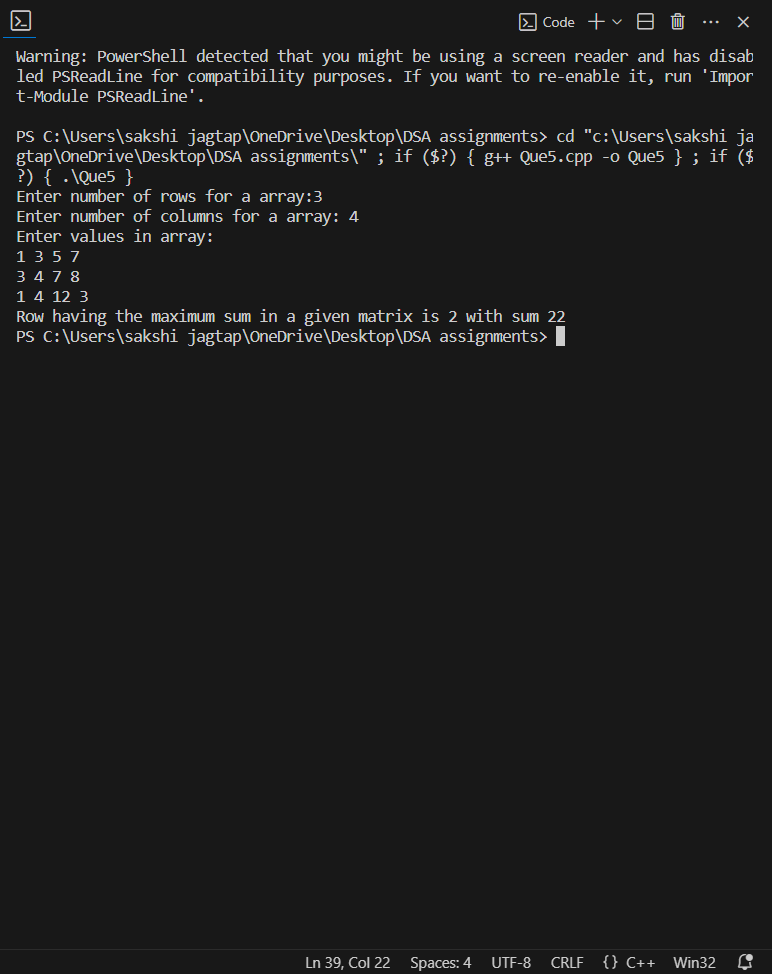 Code
Warning: PowerShell detected that you might be using a screen reader and has disab
led PSReadLine for compatibility purposes. If you want to re-enable it, run 'Impor
t-Module PSReadLine'.
PS C:\Users\sakshi jagtap\OneDrive\Desktop\DSA assignments> cd "c:\Users\sakshi ja
gtap\OneDrive\Desktop\DSA assignments\" ; if ($?) { g++ Que5.cpp -o Que5 } ; if ($
?) { .\Que5 }
Enter number of rows for a array:3
Enter number of columns for a array: 4
Enter values in array:
1 3 5 7
3 4 7 8
1 4 12 3
Row having the maximum sum in a given matrix is 2 with sum 22
PS C:\Users\sakshi jagtap\OneDrive\Desktop\DSA assignments>
Ln 39, Col 22 Spaces: 4 UTF-8 CRLF {} C++ Win32